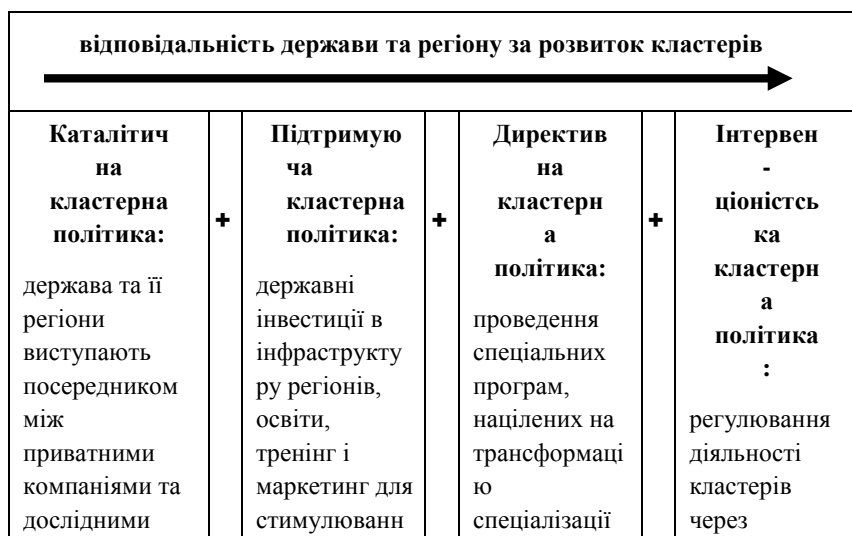 відповідальність держави та регіону за розвиток кластерів
Каталітич
на
кластерна
політика:
держава та її
регіони
виступають
посередником
між
приватними
компаніями та
дослідними
+
Підтримую
ча
кластерна
політика:
державні
інвестиції в
інфраструкту
ру регіонів,
освіти,
тренінг і
маркетинг для
стимулюванн
+
Директив
на
кластерн
а
політика:
проведення
спеціальних
програм,
націлених на
трансформаці
ю
спеціалізації
+
Інтервен
-
ціоністсь
ка
кластерн
а
політика
:
регулювання
діяльності
кластерів
через